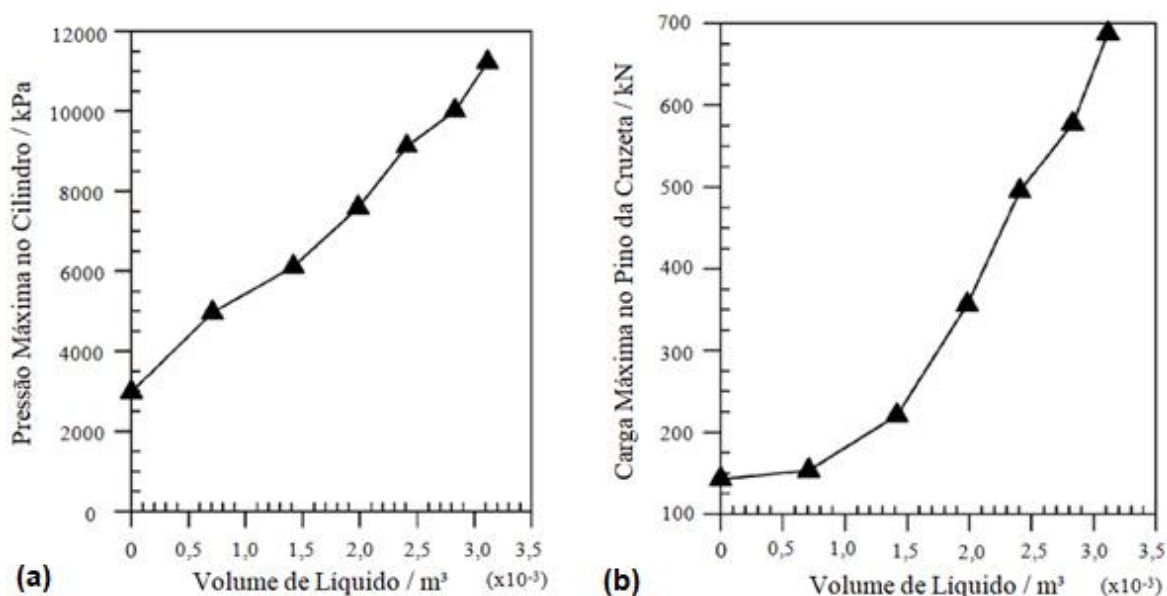 Pressão Máxima no Cilindro / kPa
12000
10000
8000
6000
4000
2000
0
0 0,5 1,0 1,5 2,0 2,5 3,0 3,5
Volume de Liquido / m³ (x10⁻³)
(a)
Carga Máxima no Pino da Cruzeta / kN
700
600
500
400
300
200
100
0 0,5 1,0 1,5 2,0 2,5 3,0 3,5
Volume de Liquido / m³ (x10⁻³)
(b)